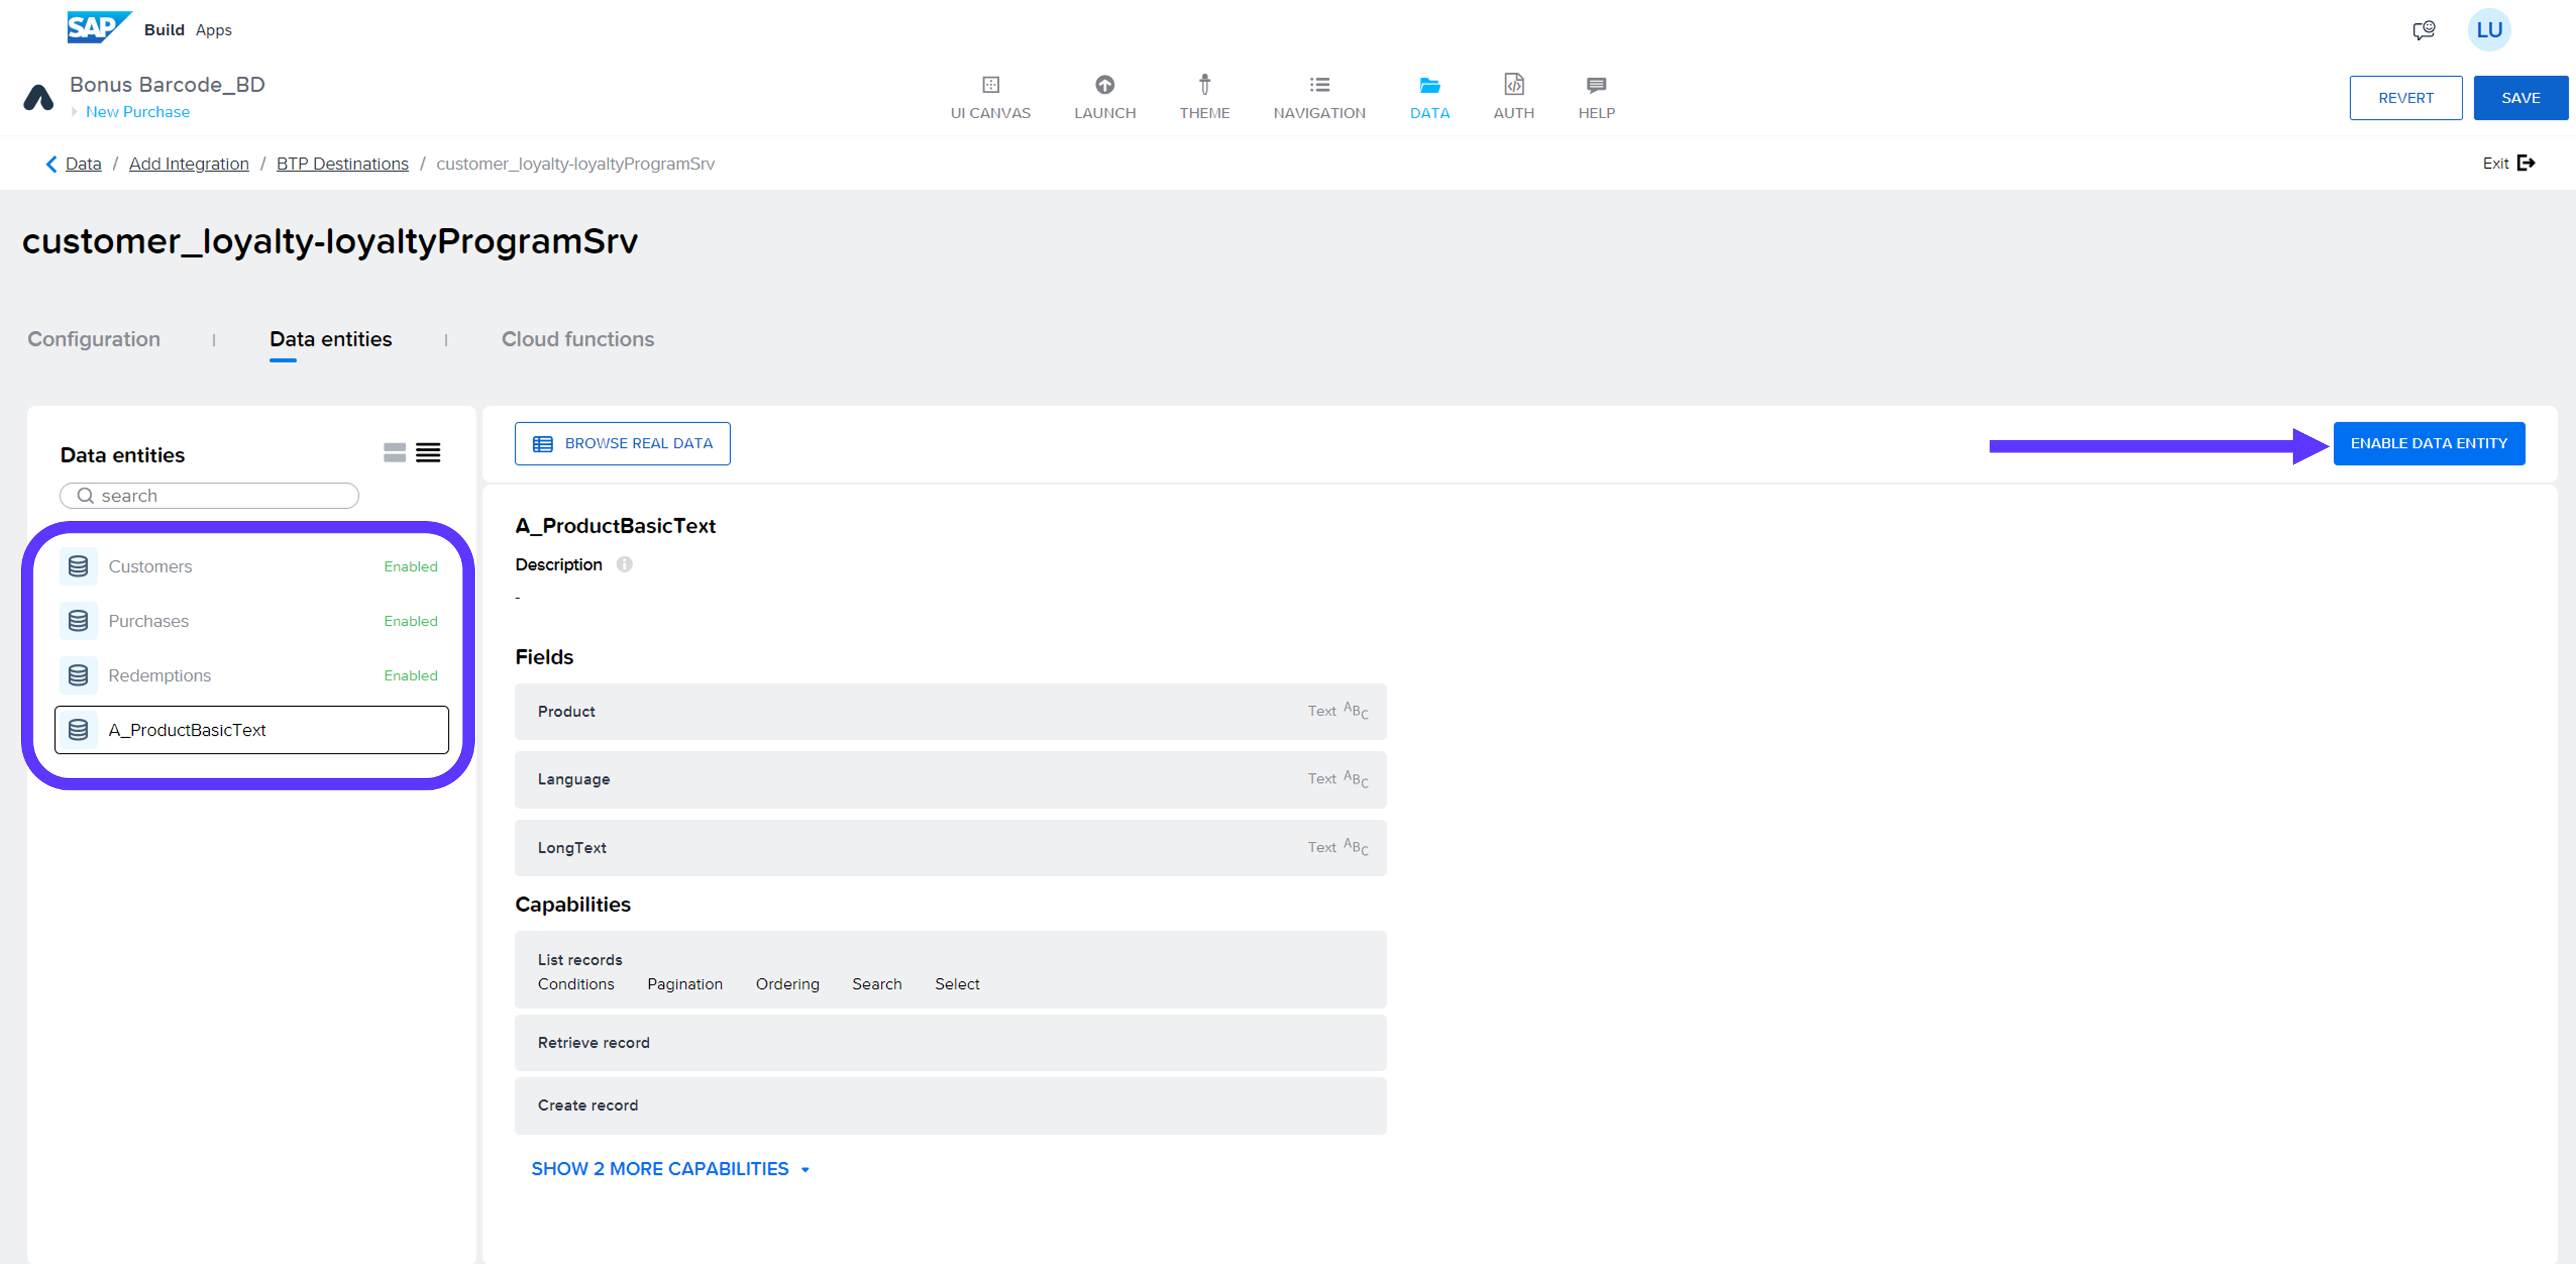 SAP Build Apps
LU
Bonus Barcode_BD
New Purchase
UI CANVAS LAUNCH THEME NAVIGATION DATA AUTH HELP
REVERT SAVE
Data / Add Integration / BTP Destinations / customer_loyalty-loyaltyProgramSrv
Exit
customer_loyalty-loyaltyProgramSrv
Configuration | Data entities | Cloud functions
Data entities
search
Customers Enabled
Purchases Enabled
Redemptions Enabled
A_ProductBasicText
BROWSE REAL DATA
ENABLE DATA ENTITY
A_ProductBasicText
Description
-
Fields
Product Text ABC
Language Text ABC
LongText Text ABC
Capabilities
List records
Conditions Pagination Ordering Search Select
Retrieve record
Create record
SHOW 2 MORE CAPABILITIES